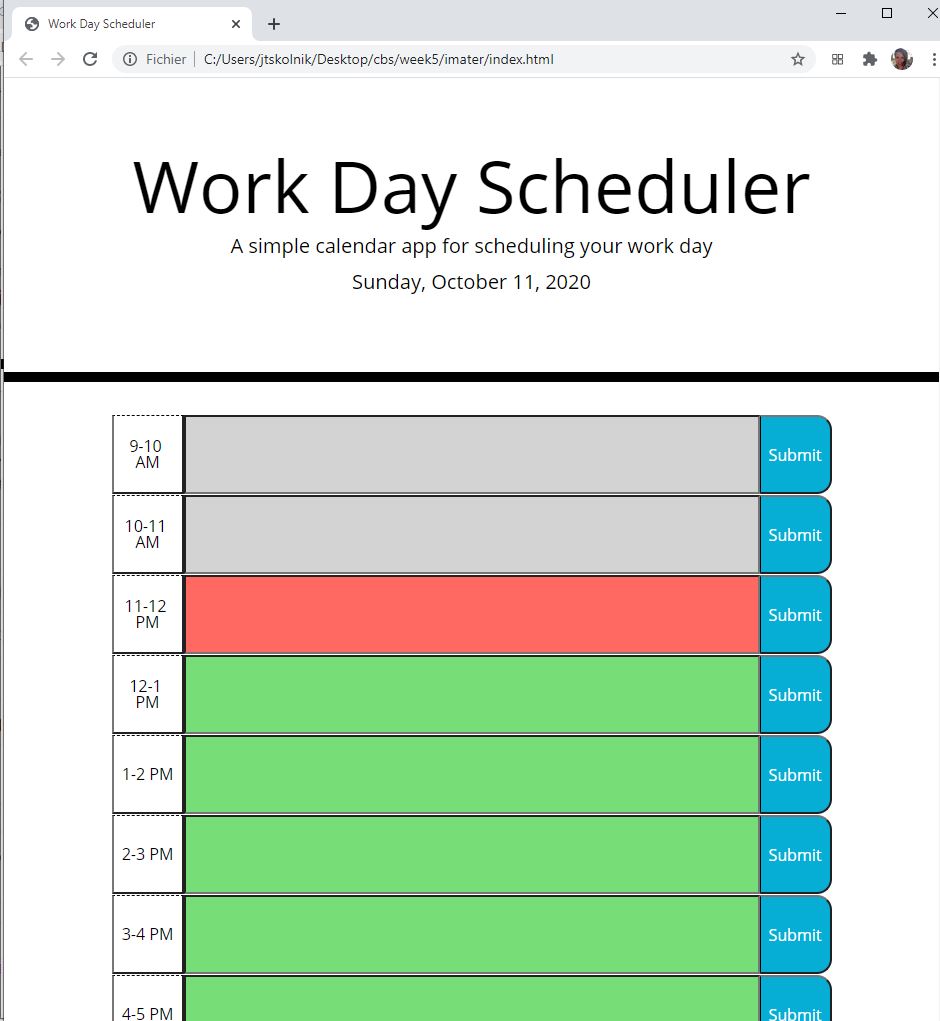 Work Day Scheduler
Fichier C:/Users/jtskolnik/Desktop/cbs/week5/imater/index.html
Work Day Scheduler
A simple calendar app for scheduling your work day
Sunday, October 11, 2020
9-10
AM
Submit
10-11
AM
Submit
11-12
PM
Submit
12-1
PM
Submit
1-2 PM
Submit
2-3 PM
Submit
3-4 PM
Submit
4-5 PM
Submit